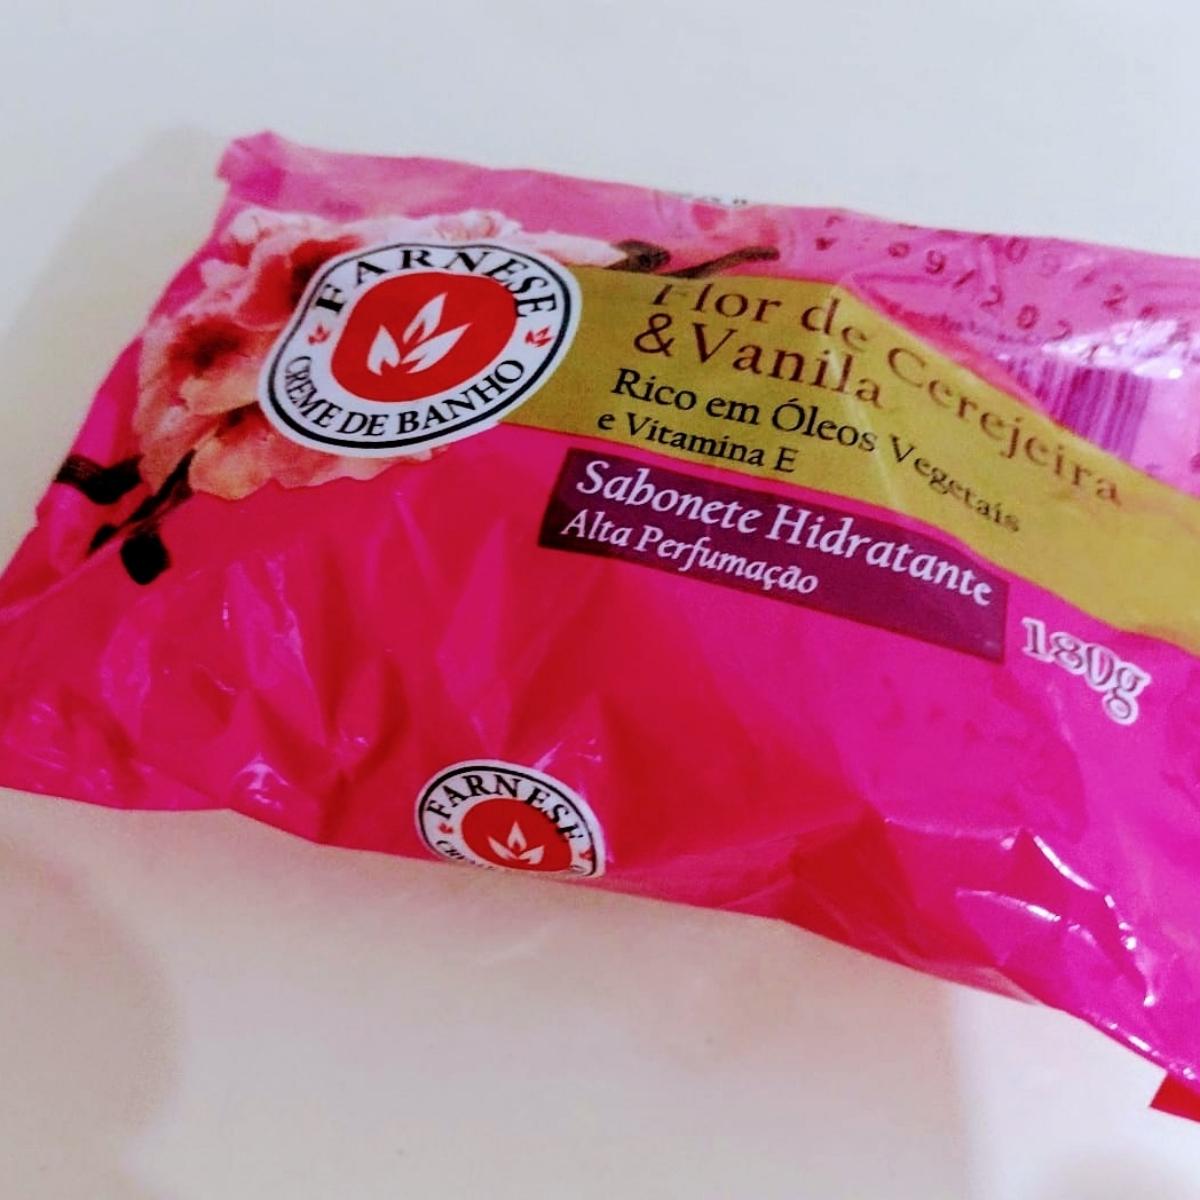 FARNESE
CREME DE BANHO
Flor de Cerejeira
& Vanila
Rico em Óleos Vegetais
e Vitamina E
Sabonete Hidratante
Alta Perfumação
180g
FARNESE